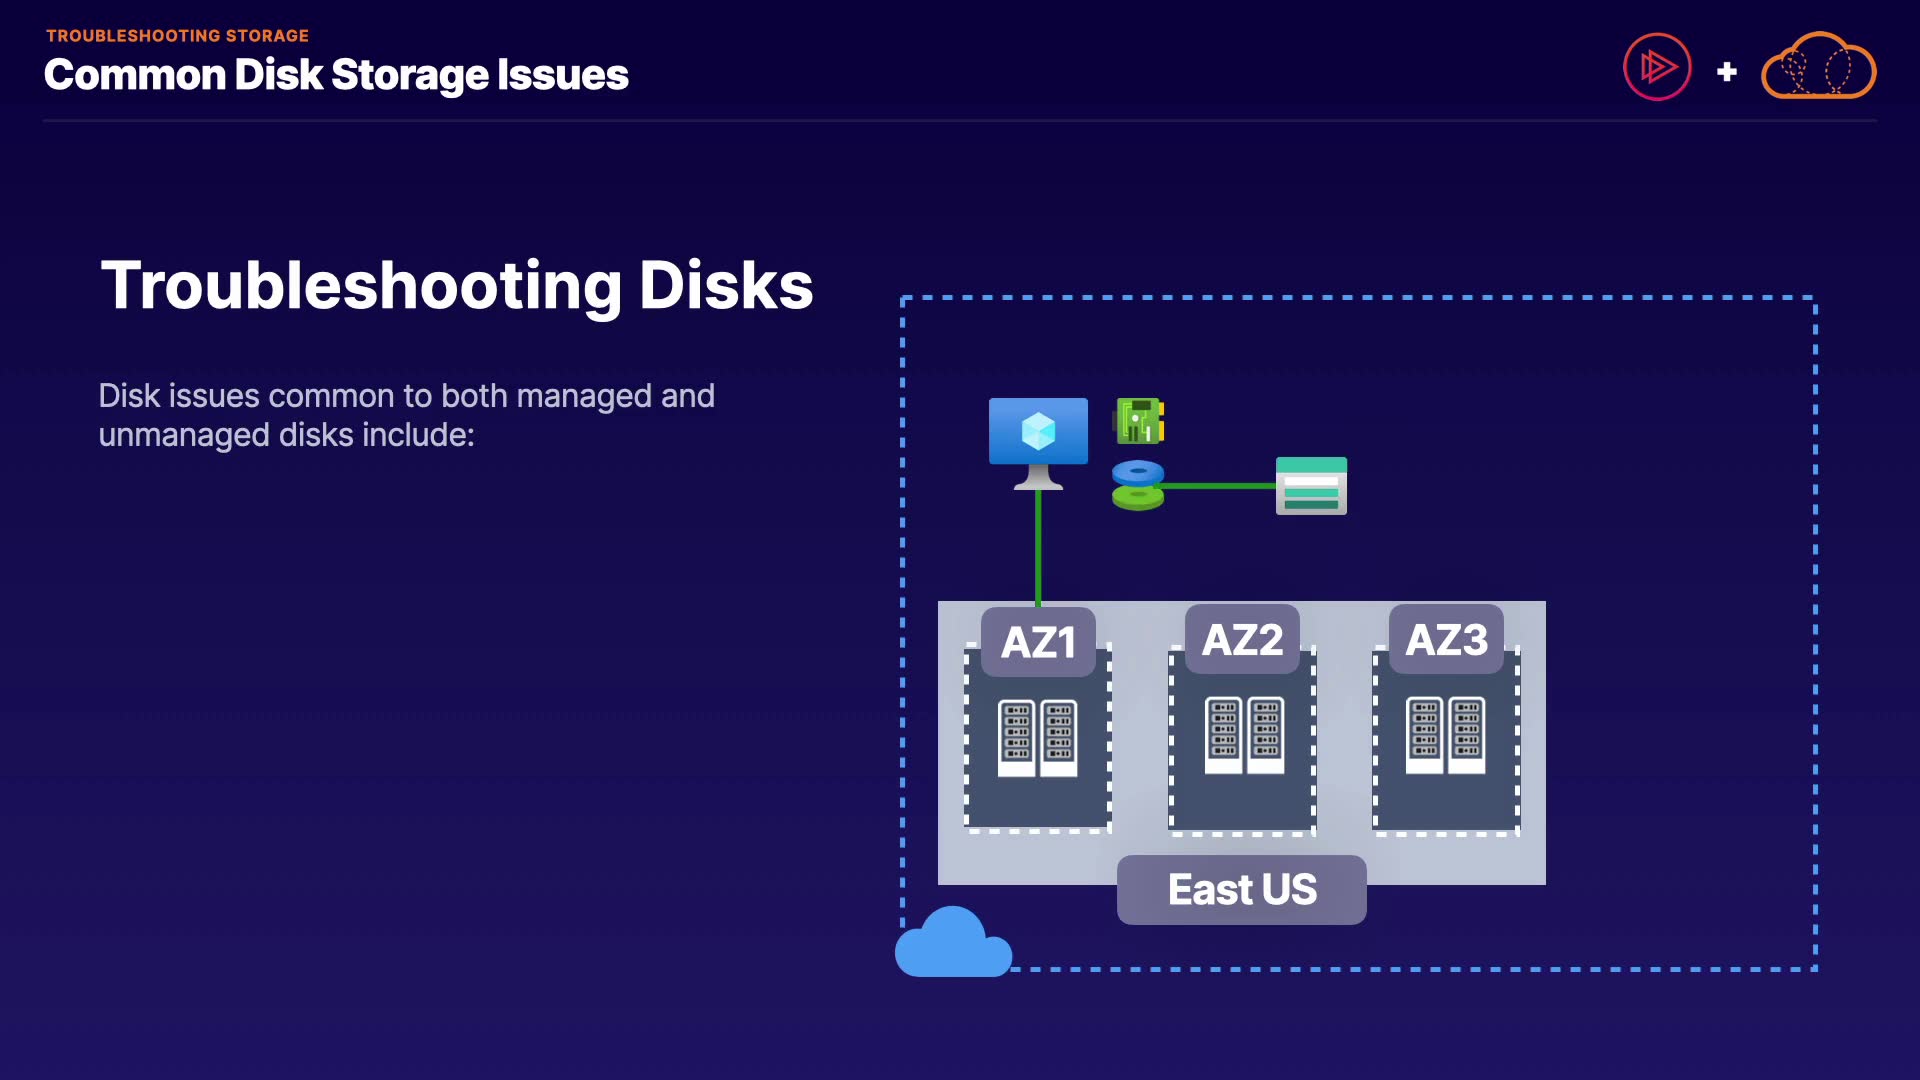 TROUBLESHOOTING STORAGE
Common Disk Storage Issues
Troubleshooting Disks
Disk issues common to both managed and
unmanaged disks include:
AZ1
AZ2
AZ3
East US